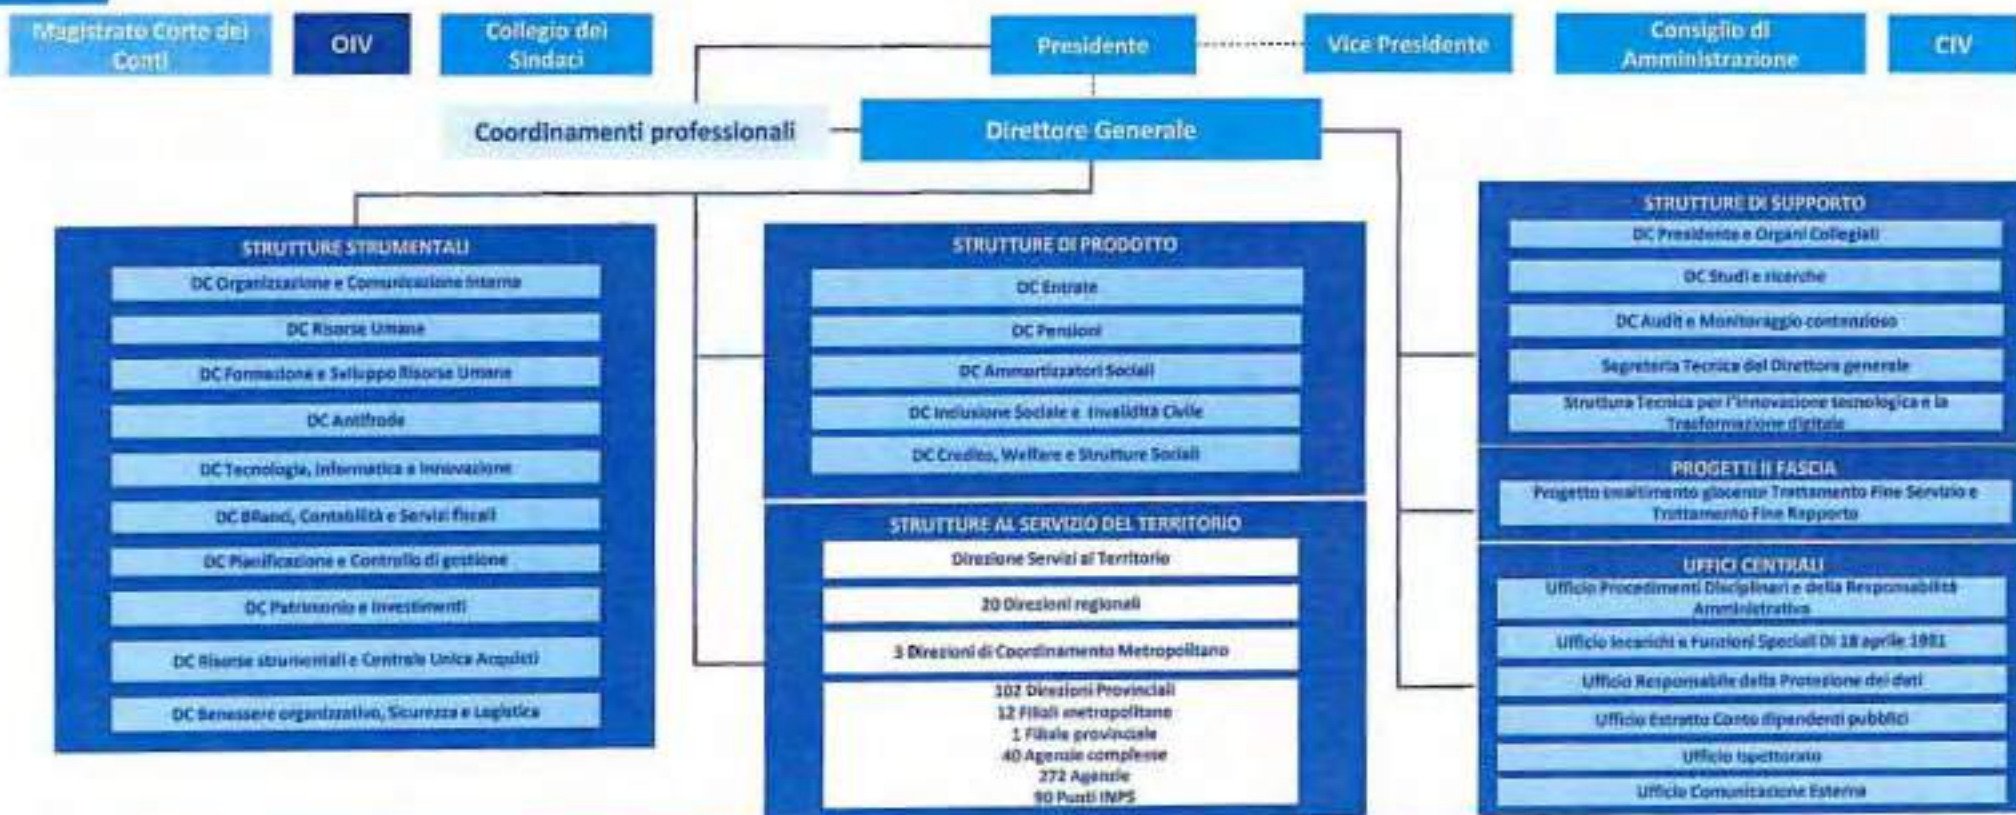 Magistrato Corte dei
Conti
OIV
Collegio dei
Sindaci
Presidente
Vice Presidente
Consiglio di
Amministrazione
CIV
Coordinamenti professionali
Direttore Generale
STRUTTURE STRUMENTALI
DC Organizzazione e Comunicazione Interna
DC Risorse Umane
DC Formazione e Sviluppo Risorse Umane
DC Antifrode
DC Tecnologia, Informatica e Innovazione
DC Bilanci, Contabilità e Servizi fiscali
DC Pianificazione e Controllo di gestione
DC Patrimonio e Investimenti
DC Risorse strumentali e Centrale Unica Acquisti
DC Benessere organizzativo, Sicurezza e Logistica
STRUTTURE DI PRODOTTO
DC Entrate
DC Pensioni
DC Ammortizzatori Sociali
DC Inclusione Sociale e Invalidità Civile
DC Credito, Welfare e Strutture Sociali
STRUTTURE AL SERVIZIO DEL TERRITORIO
Direzione Servizi al Territorio
20 Direzioni regionali
3 Direzioni di Coordinamento Metropolitano
102 Direzioni Provinciali
12 Filiali metropolitane
1 Filiale provinciale
40 Agenzie complesse
272 Agenzie
90 Punti INPS
STRUTTURE DI SUPPORTO
DC Presidente e Organi Collegiali
DC Studi e ricerche
DC Audit e Monitoraggio contenzioso
Segreteria Tecnica del Direttore generale
Struttura Tecnica per l'innovazione tecnologica e la
Trasformazione digitale
PROGETTI II FASCIA
Progetto smaltimento giacenze Trattamento Fine Servizio e
Trattamento Fine Rapporto
UFFICI CENTRALI
Ufficio Procedimenti Disciplinari e della Responsabilità
Amministrativa
Ufficio Incarichi e Funzioni Speciali DI 18 aprile 1981
Ufficio Responsabile della Protezione dei dati
Ufficio Estratto Conto dipendenti pubblici
Ufficio Ispettorato
Ufficio Comunicazione Esterna